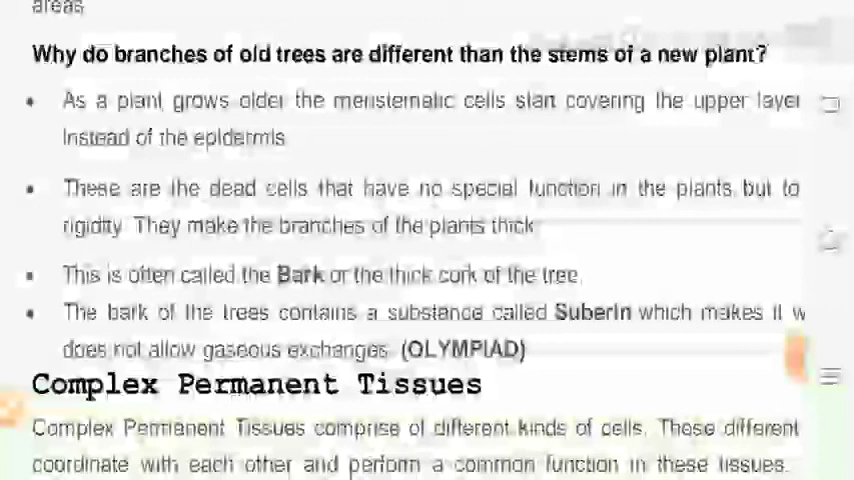 areas
Why do branches of old trees are different than the stems of a new plant?
• As a plant grows older the meristematic cells start covering the upper layer
instead of the epidermis
• These are the dead cells that have no special function in the plants but to
rigidity. They make the branches of the plants thick
• This is often called the Bark or the thick cork of the tree.
• The bark of the trees contains a substance called Suberin which makes it w
does not allow gaseous exchanges. (OLYMPIAD)
Complex Permanent Tissues
Complex Permanent Tissues comprise of different kinds of cells. These different
coordinate with each other and perform a common function in these tissues.